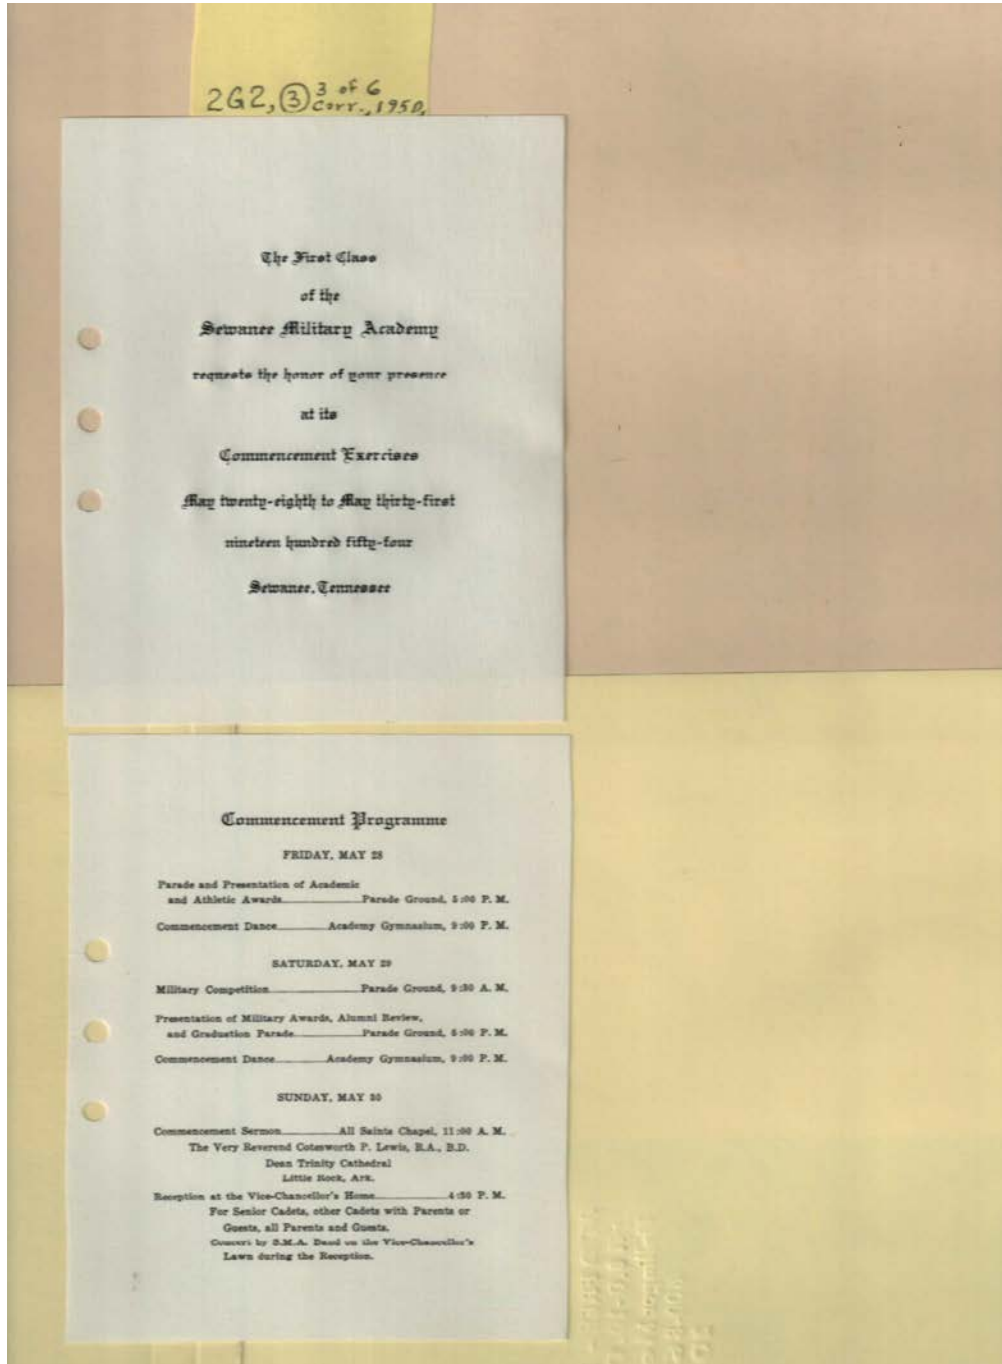 2G2, 3 3 of 6
Corr., 1950,
The First Class
of the
Sewanee Military Academy
requests the honor of your presence
at its
Commencement Exercises
May twenty-eighth to May thirty-first
nineteen hundred fifty-four
Sewanee, Tennessee
Commencement Programme
FRIDAY, MAY 28
Parade and Presentation of Academic
and Athletic Awards Parade Ground, 5:00 P. M.
Commencement Dance Academy Gymnasium, 9:00 P. M.
SATURDAY, MAY 29
Military Competition Parade Ground, 9:30 A. M.
Presentation of Military Awards, Alumni Review,
and Graduation Parade Parade Ground, P. M.
Commencement Dance Academy Gymnasium, 9:00 P. M.
SUNDAY, MAY 30
Commencement Sermon All Saints Chapel, 11:00 A. M.
The Very Reverend Cotesworth P. Lewis, B.A., B.D.
Dean Trinity Cathedral
Little Rock, Ark.
Reception at the Vice-Chancellor's Home P. M.
For Senior Cadets, other Cadets with Parents or
Guests, all Parents and Guests.
Concert by S.M.A. Band on the Vice-Chancellor's
Lawn during the Reception.